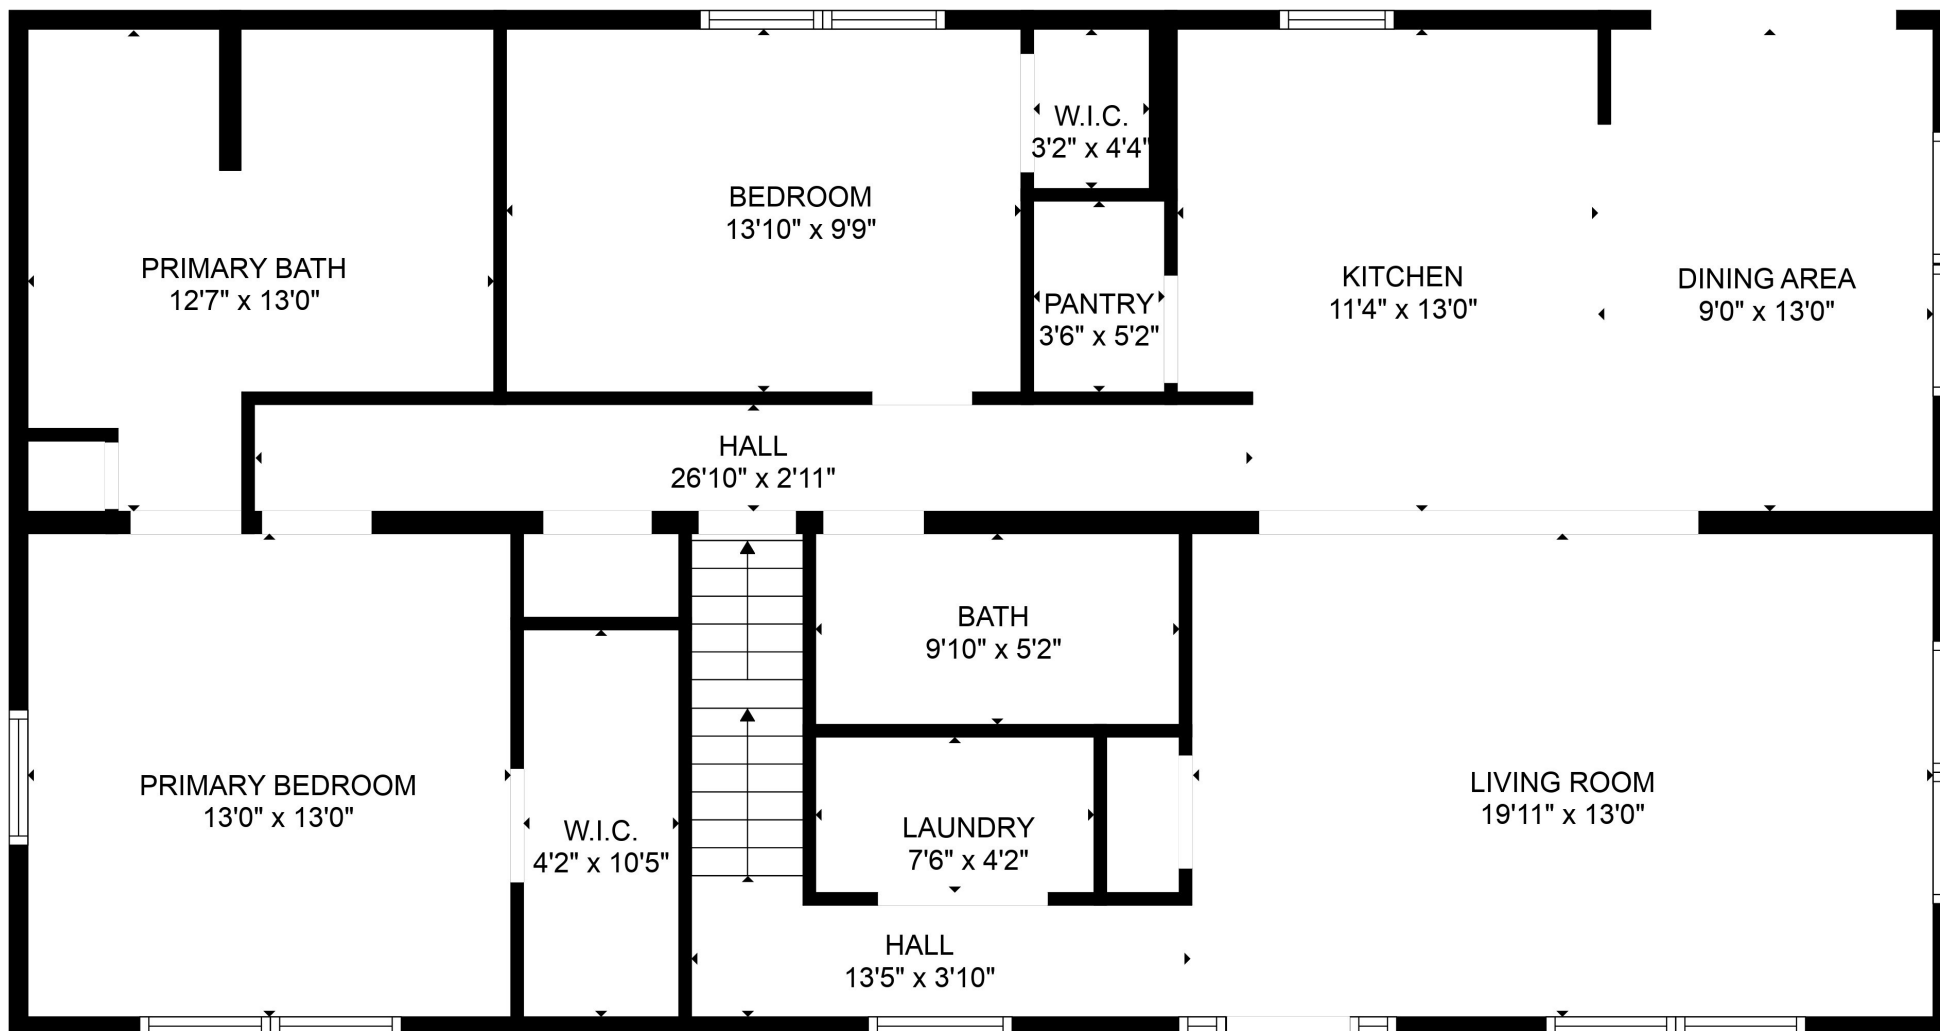 W.I.C.
3'2" x 4'4"
BEDROOM
13'10" x 9'9"
PRIMARY BATH
12'7" x 13'0"
KITCHEN
11'4" x 13'0"
DINING AREA
9'0" x 13'0"
PANTRY
3'6" x 5'2"
HALL
26'10" x 2'11"
BATH
9'10" x 5'2"
PRIMARY BEDROOM
13'0" x 13'0"
LIVING ROOM
19'11" x 13'0"
W.I.C.
4'2" x 10'5"
LAUNDRY
7'6" x 4'2"
HALL
13'5" x 3'10"